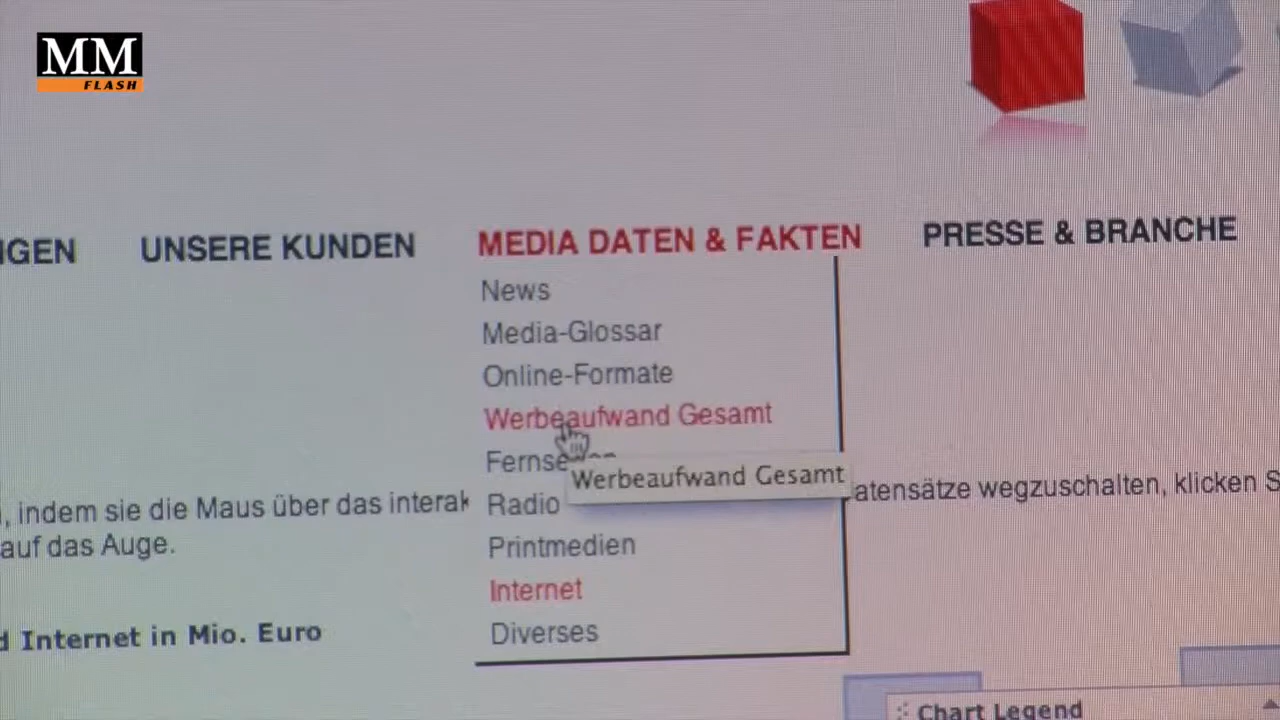 MM
FLASH
NGEN UNSERE KUNDEN MEDIA DATEN & FAKTEN PRESSE & BRANCHE
News
Media-Glossar
Online-Formate
Werbeaufwand Gesamt
Werbeaufwand Gesamt
, indem sie die Maus über das interak Radio atensätze wegzuschalten, klicken S
auf das Auge. Printmedien
Internet
d Internet in Mio. Euro Diverses
Chart Legend